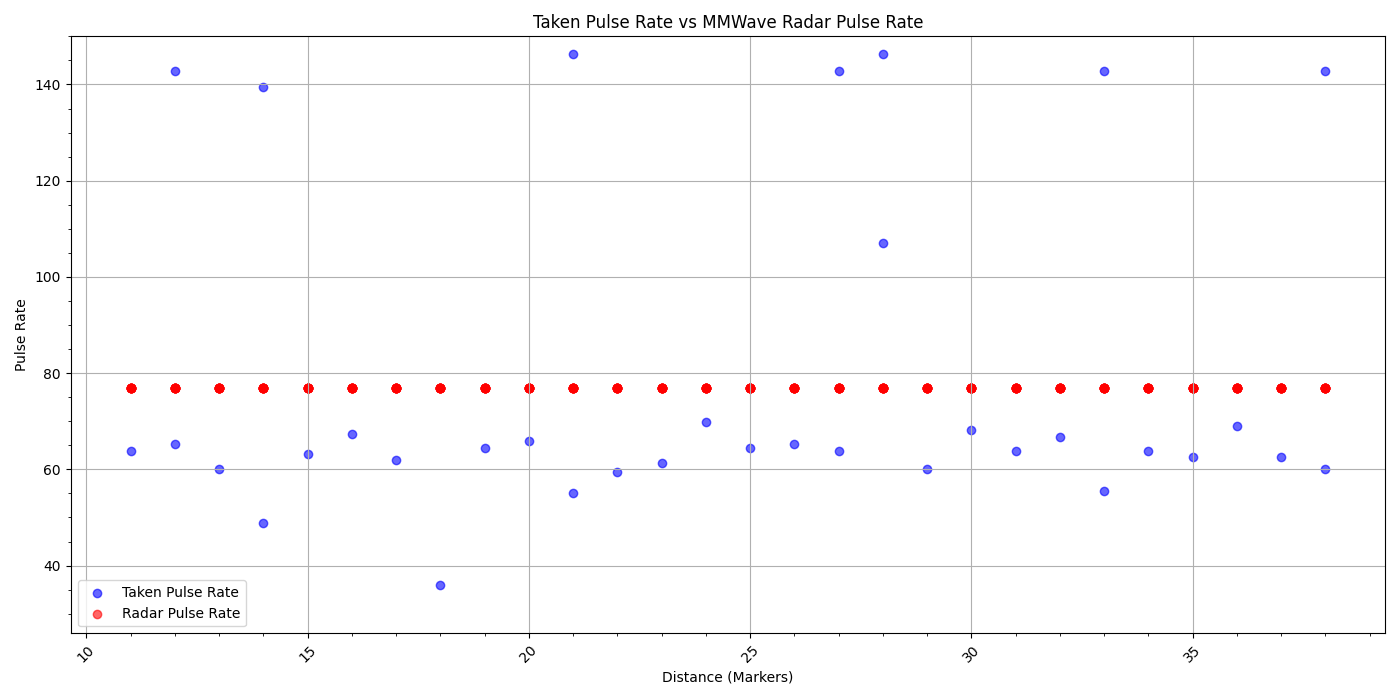 Taken Pulse Rate vs MMWave Radar Pulse Rate
140
120
100
80
60
40
Pulse Rate
Taken Pulse Rate
Radar Pulse Rate
10 15 20 25 30 35
Distance (Markers)